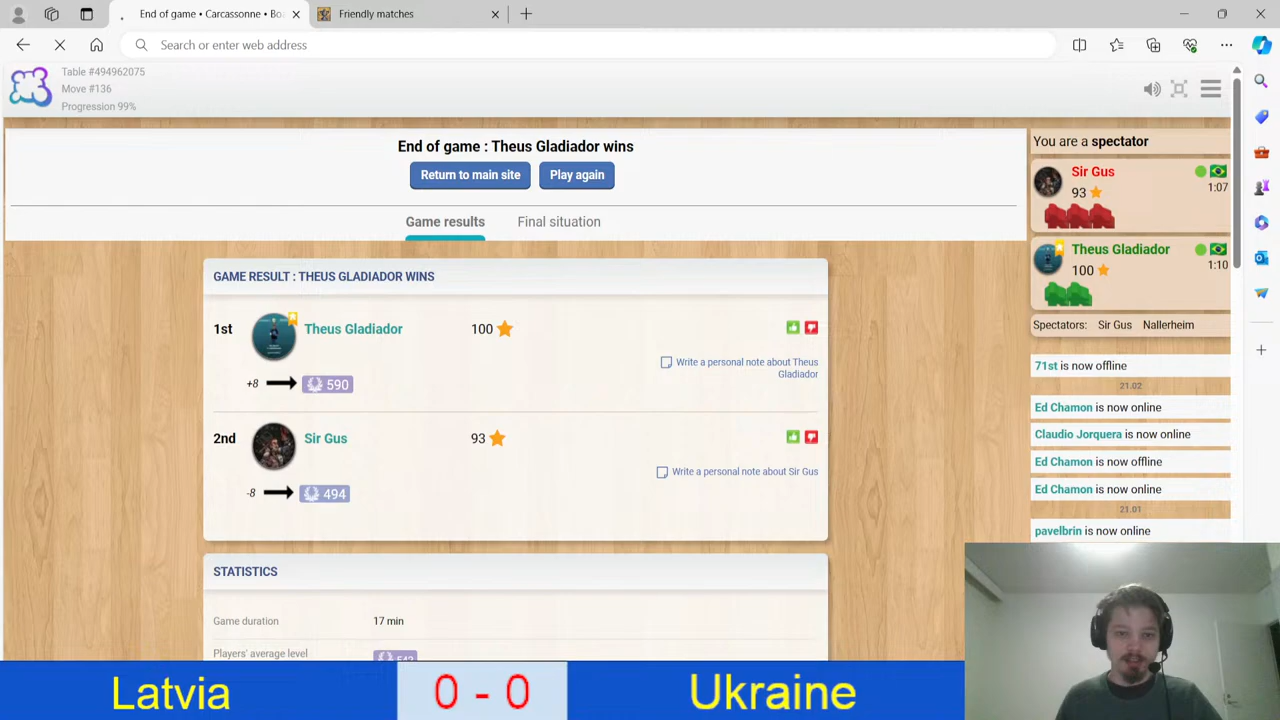 End of game • Carcassonne • Boa
Friendly matches
Search or enter web address
Table #494962075
Move #136
Progression 99%
End of game : Theus Gladiador wins
Return to main site
Play again
Game results
Final situation
GAME RESULT : THEUS GLADIADOR WINS
1st
Theus Gladiador
100
Write a personal note about Theus
Gladiador
+8
590
2nd
Sir Gus
93
Write a personal note about Sir Gus
-8
494
STATISTICS
Game duration
17 min
Players' average level
543
You are a spectator
Sir Gus
93
1:07
Theus Gladiador
100
1:10
Spectators: Sir Gus Nallerheim
71st is now offline
21.02
Ed Chamon is now online
Claudio Jorquera is now online
Ed Chamon is now offline
Ed Chamon is now online
21.01
pavelbrin is now online
Latvia
0 - 0
Ukraine